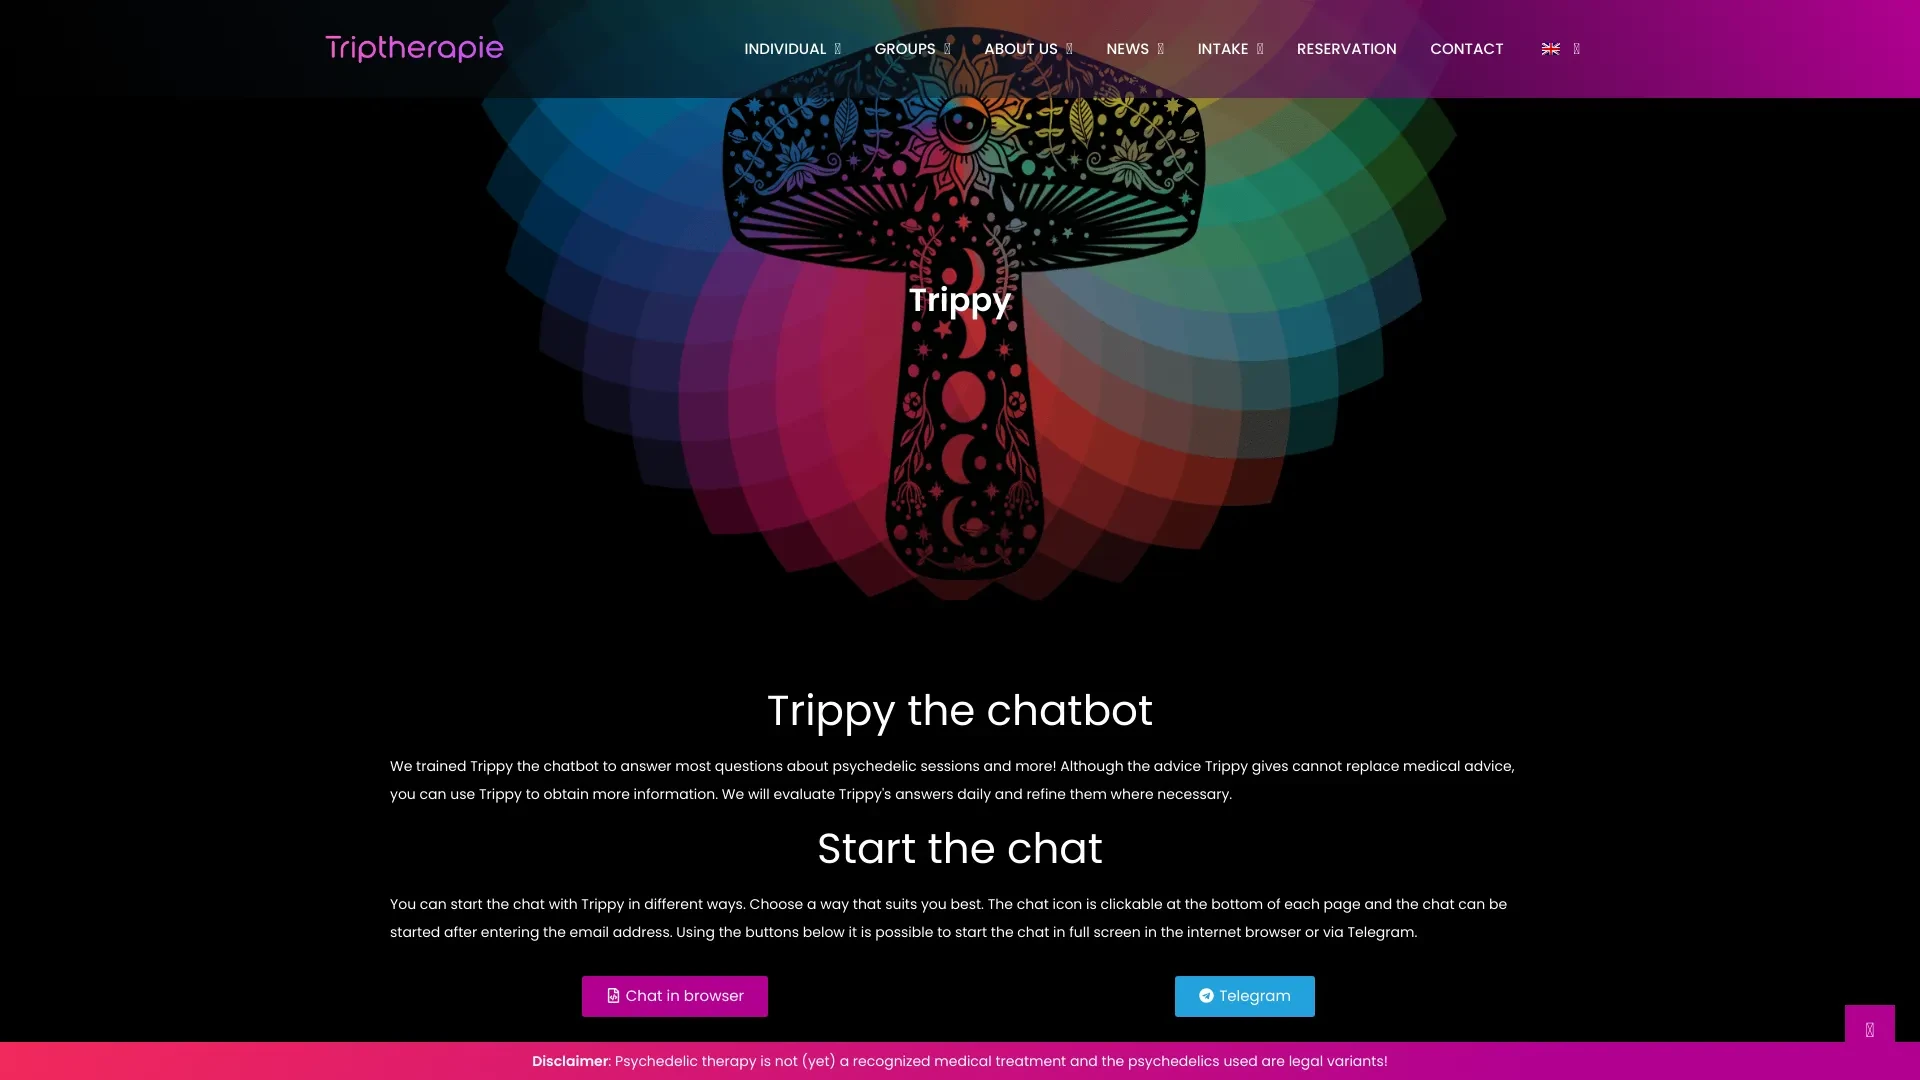 Triptherapie
INDIVIDUAL GROUPS ABOUT US NEWS INTAKE RESERVATION CONTACT
Trippy
Trippy the chatbot
We trained Trippy the chatbot to answer most questions about psychedelic sessions and more! Although the advice Trippy gives cannot replace medical advice,
you can use Trippy to obtain more information. We will evaluate Trippy's answers daily and refine them where necessary.
Start the chat
You can start the chat with Trippy in different ways. Choose a way that suits you best. The chat icon is clickable at the bottom of each page and the chat can be
started after entering the email address. Using the buttons below it is possible to start the chat in full screen in the internet browser or via Telegram.
Chat in browser
Telegram
Disclaimer: Psychedelic therapy is not (yet) a recognized medical treatment and the psychedelics used are legal variants!